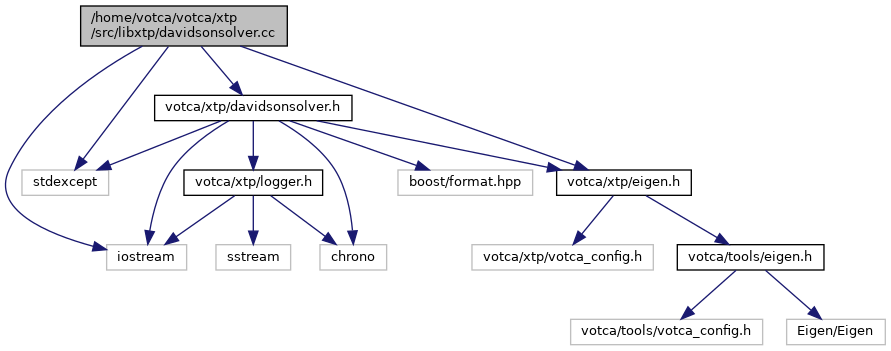 /home/votca/votca/xtp
/src/libxtp/davidsonsolver.cc
votca/xtp/davidsonsolver.h
stdexcept
votca/xtp/logger.h
boost/format.hpp
votca/xtp/eigen.h
iostream
sstream
chrono
votca/xtp/votca_config.h
votca/tools/eigen.h
votca/tools/votca_config.h
Eigen/Eigen